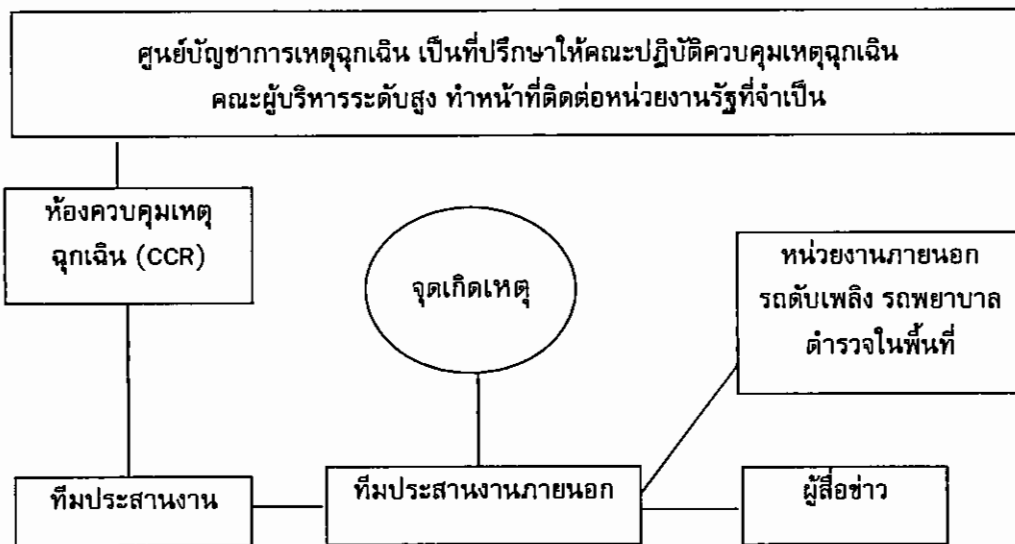 ศูนย์บัญชาการเหตุฉุกเฉิน เป็นที่ปรึกษาให้คณะปฏิบัติควบคุมเหตุฉุกเฉิน
คณะผู้บริหารระดับสูง ทำหน้าที่ติดต่อหน่วยงานรัฐที่จำเป็น
ห้องควบคุมเหตุ
ฉุกเฉิน (CCR)
จุดเกิดเหตุ
หน่วยงานภายนอก
รถดับเพลิง รถพยาบาล
ตำรวจในพื้นที่
ทีมประสานงาน
ทีมประสานงานภายนอก
ผู้สื่อข่าว